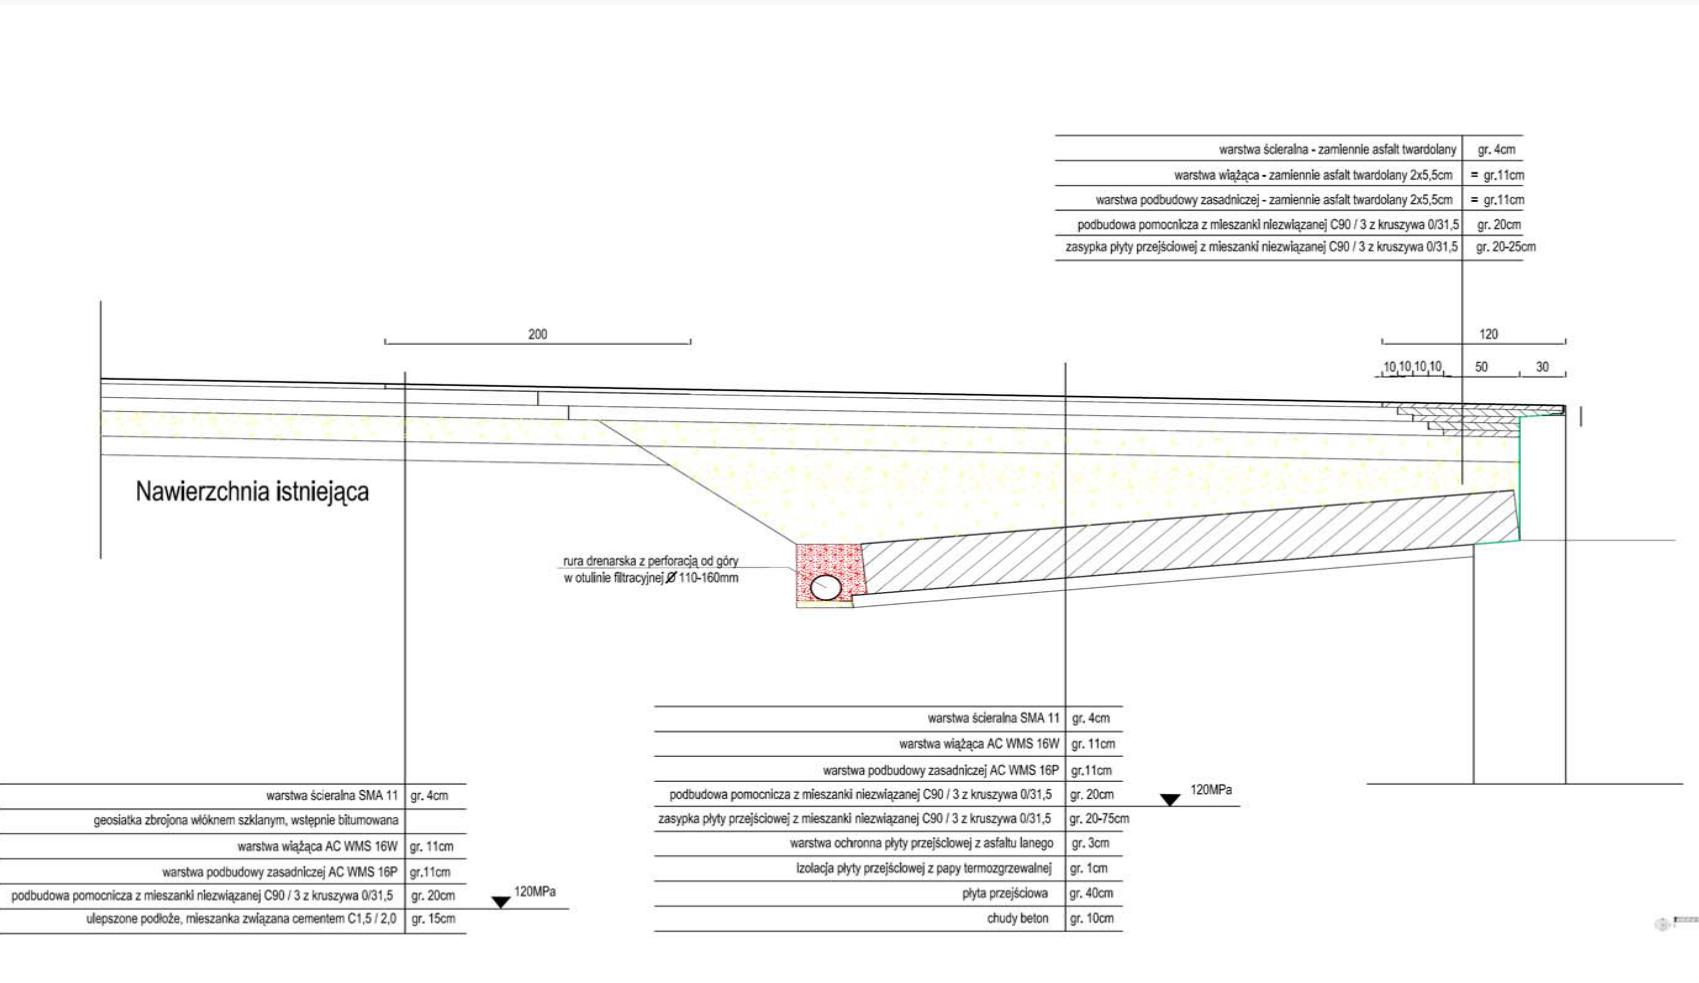 warstwa ścieralna - zamiennie asfalt twardolany gr. 4cm
warstwa wiążąca - zamiennie asfalt twardolany 2x5,5cm = gr.11cm
warstwa podbudowy zasadniczej - zamiennie asfalt twardolany 2x5,5cm = gr.11cm
podbudowa pomocnicza z mieszanki niezwiązanej C90 / 3 z kruszywa 0/31,5 gr. 20cm
zasypka płyty przejściowej z mieszanki niezwiązanej C90 / 3 z kruszywa 0/31,5 gr. 20-25cm
200
120
10 10 10 10 50 30
Nawierzchnia istniejąca
rura drenarska z perforacją od góry
w otulinie filtracyjnej Ø 110-160mm
warstwa ścieralna SMA 11 gr. 4cm
warstwa wiążąca AC WMS 16W gr. 11cm
warstwa podbudowy zasadniczej AC WMS 16P gr.11cm
podbudowa pomocnicza z mieszanki niezwiązanej C90 / 3 z kruszywa 0/31,5 gr. 20cm
120MPa
zasypka płyty przejściowej z mieszanki niezwiązanej C90 / 3 z kruszywa 0/31,5 gr. 20-75cm
warstwa ochronna płyty przejściowej z asfaltu lanego gr. 3cm
Izolacja płyty przejściowej z papy termozgrzewalnej gr. 1cm
płyta przejściowa gr. 40cm
chudy beton gr. 10cm
warstwa ścieralna SMA 11 gr. 4cm
geosiatka zbrojona włóknem szklanym, wstępnie bitumowana
warstwa wiążąca AC WMS 16W gr. 11cm
warstwa podbudowy zasadniczej AC WMS 16P gr.11cm
podbudowa pomocnicza z mieszanki niezwiązanej C90 / 3 z kruszywa 0/31,5 gr. 20cm
120MPa
ulepszone podłoże, mieszanka związana cementem C1,5 / 2,0 gr. 15cm